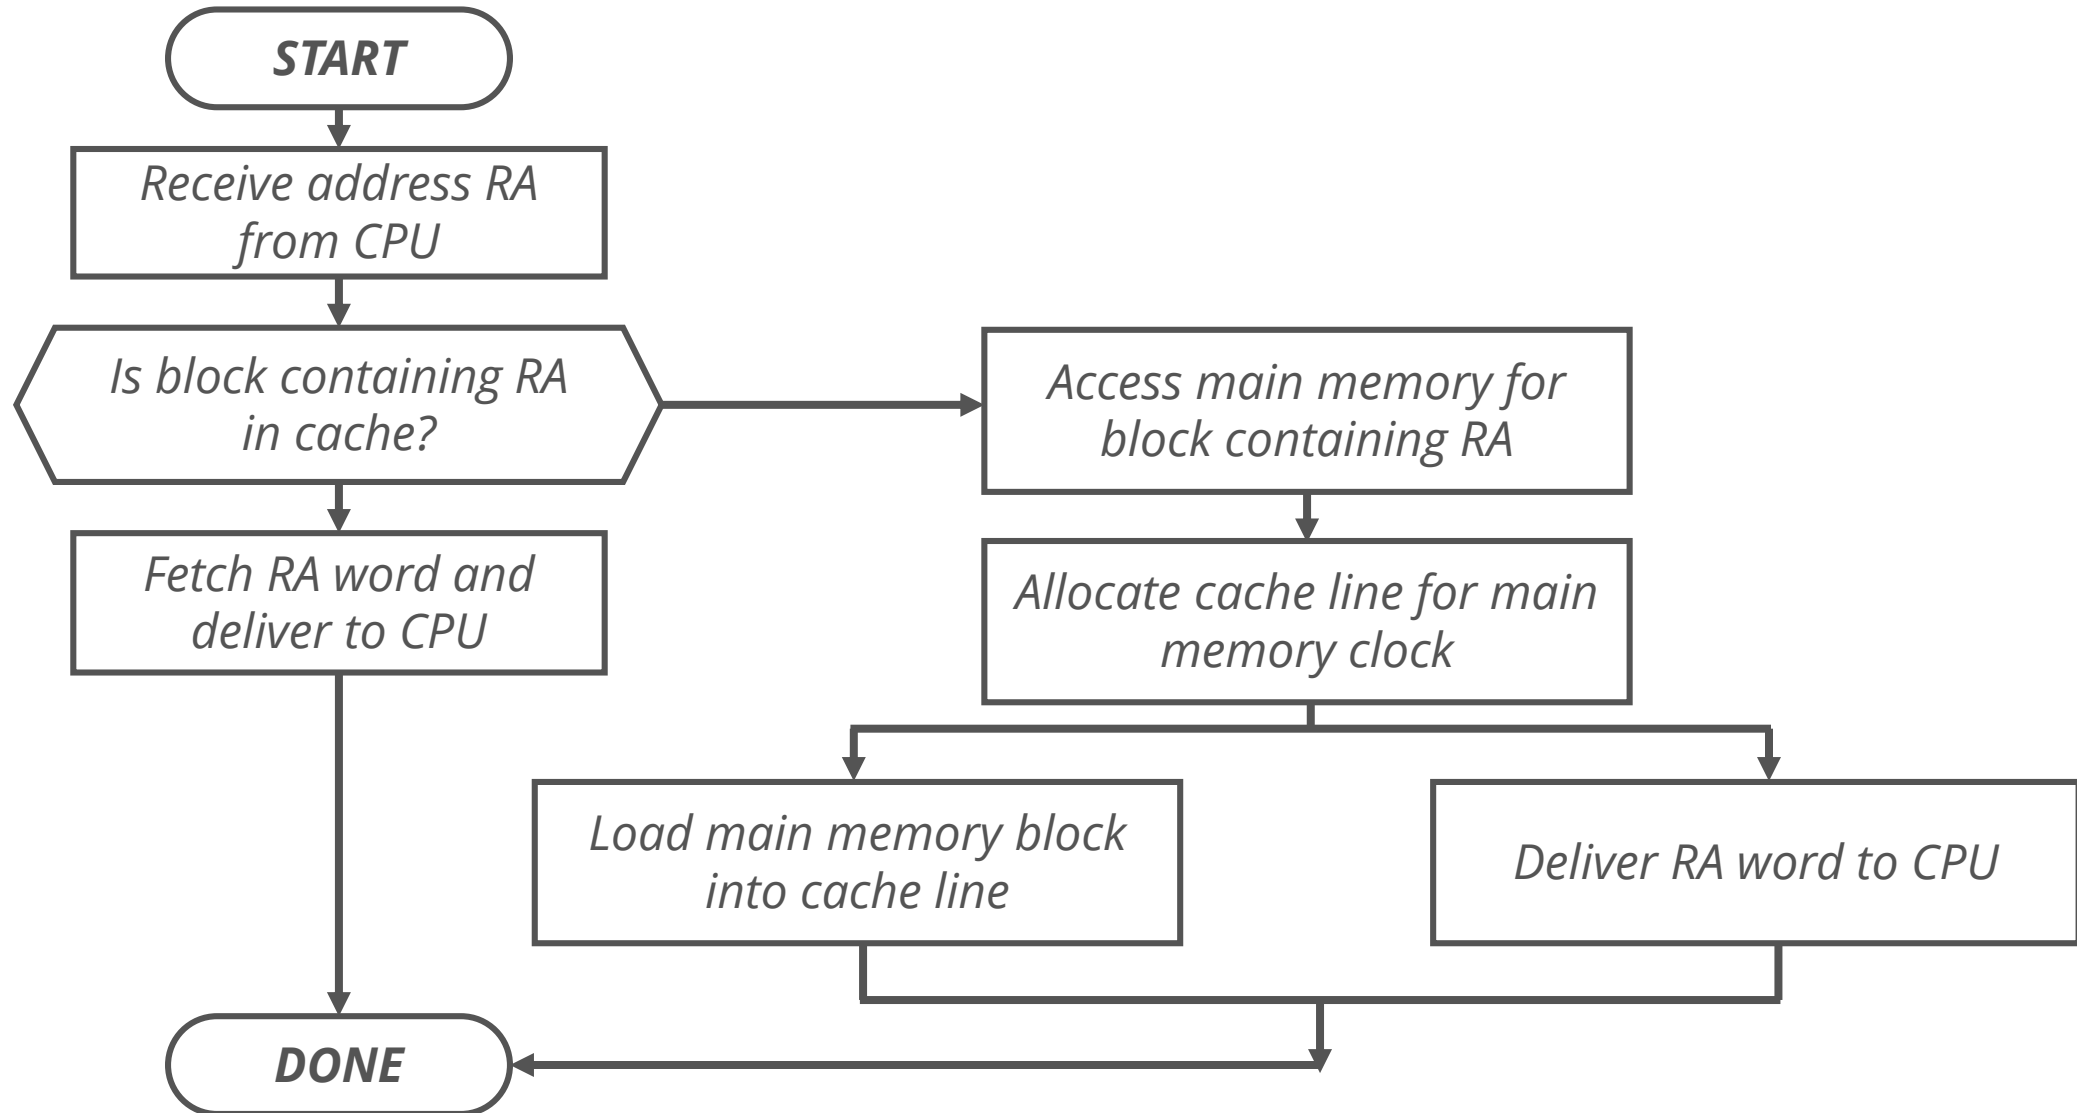 START
Receive address RA
from CPU
Is block containing RA
in cache?
Access main memory for
block containing RA
Fetch RA word and
deliver to CPU
Allocate cache line for main
memory clock
Load main memory block
into cache line
Deliver RA word to CPU
DONE